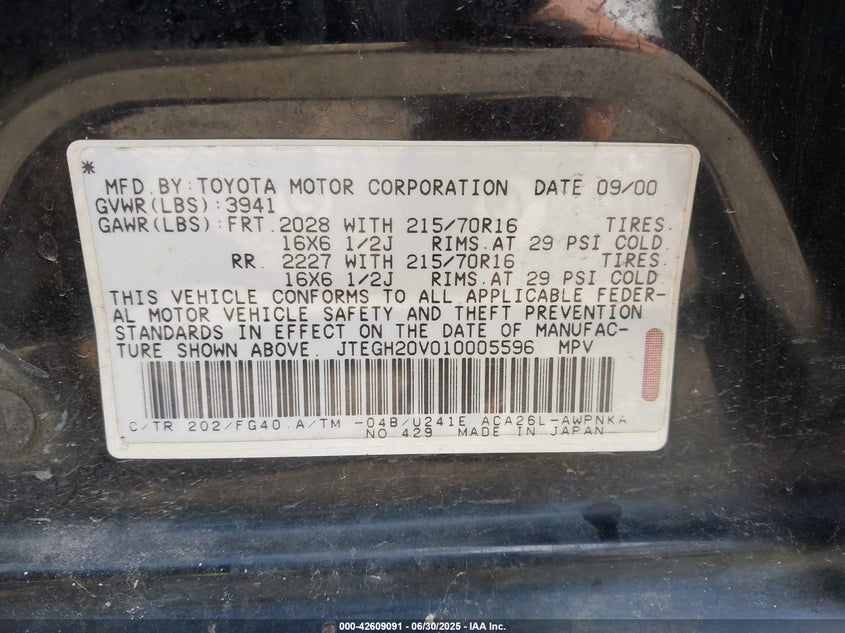 *
MFD.BY:TOYOTA MOTOR CORPORATION DATE 09/00
GVWR(LBS):3941
GAWR(LBS):FRT.2028 WITH 215/70R16 TIRES.
16X6 1/2J RIMS.AT 29 PSI COLD.
RR. 2227 WITH 215/70R16 TIRES.
16X6 1/2J RIMS.AT 29 PSI COLD.
THIS VEHICLE CONFORMS TO ALL APPLICABLE FEDER-
AL MOTOR VEHICLE SAFETY AND THEFT PREVENTION
STANDARDS IN EFFECT ON THE DATE OF MANUFAC-
TURE SHOWN ABOVE. JTEGH20V010005596 MPV
C/TR 202/FG40.A/TM -04B/U241E ACA26L-AWPNKA
NO 429 MADE IN JAPAN
000-42609091 - 06/30/2025 - IAA Inc.